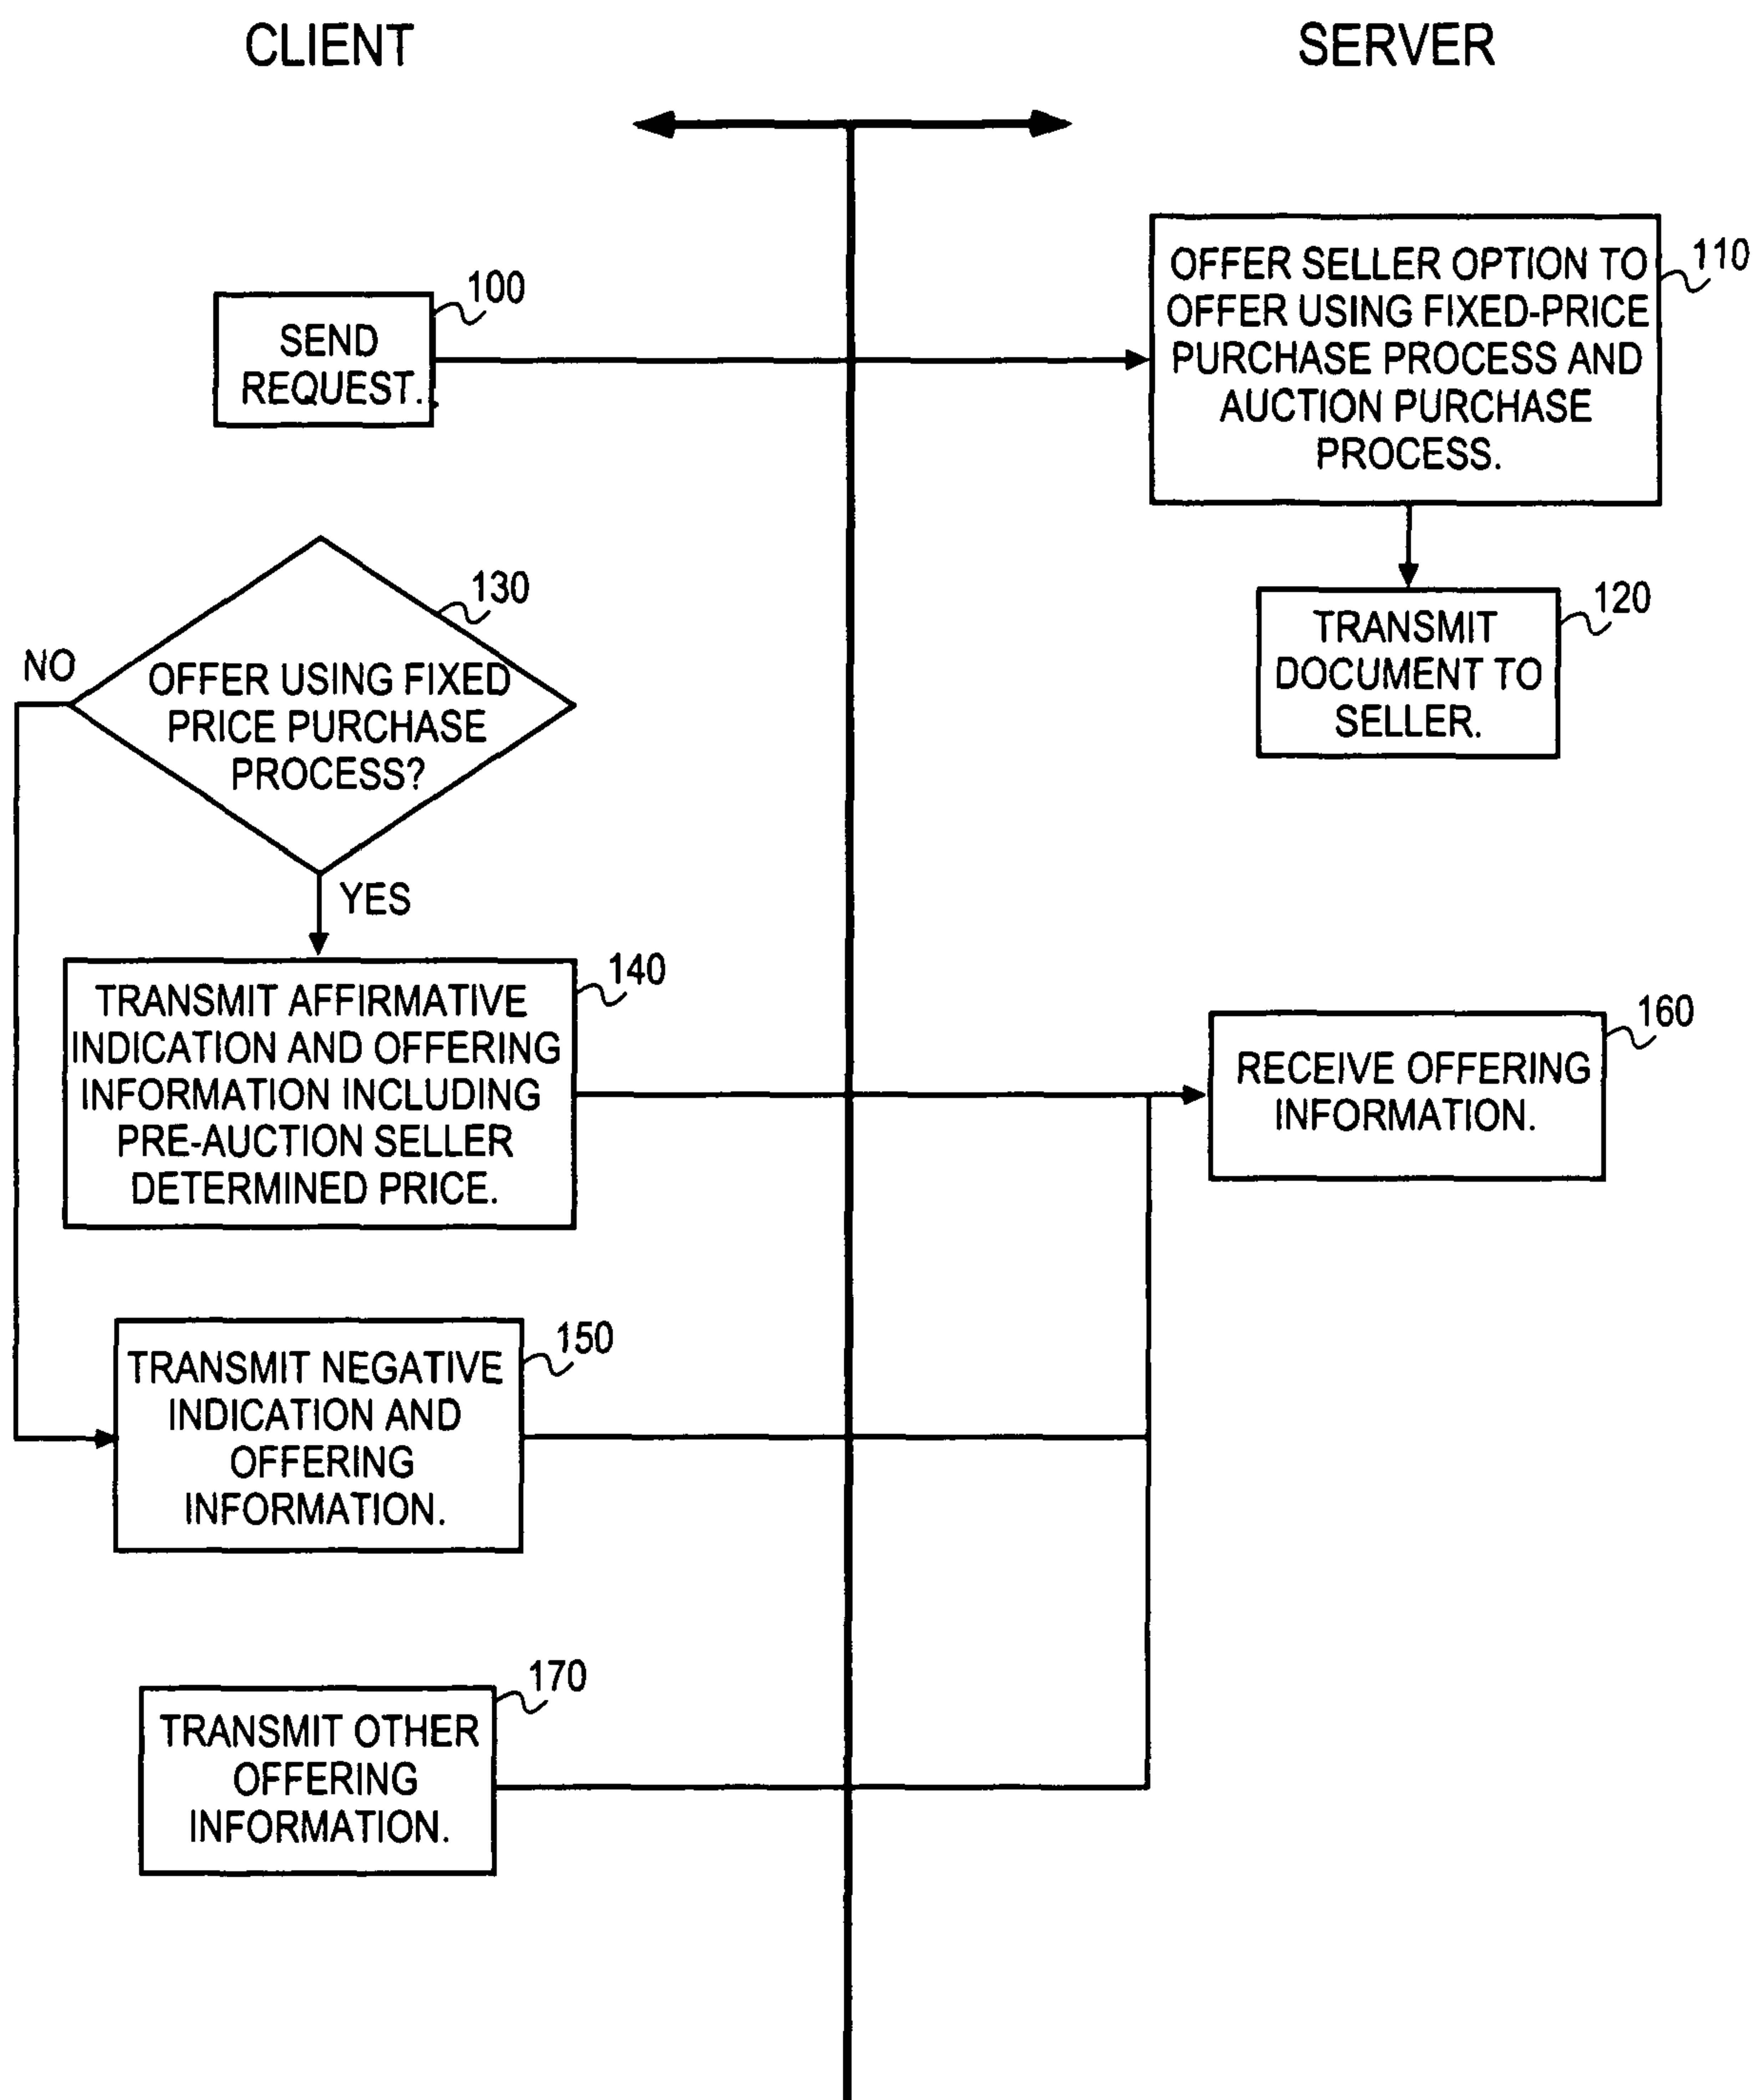 CLIENT
SERVER
100
SEND
REQUEST.
110
OFFER SELLER OPTION TO
OFFER USING FIXED-PRICE
PURCHASE PROCESS AND
AUCTION PURCHASE
PROCESS.
120
TRANSMIT
DOCUMENT TO
SELLER.
130
NO
OFFER USING FIXED
PRICE PURCHASE
PROCESS?
YES
140
TRANSMIT AFFIRMATIVE
INDICATION AND OFFERING
INFORMATION INCLUDING
PRE-AUCTION SELLER
DETERMINED PRICE.
160
RECEIVE OFFERING
INFORMATION.
150
TRANSMIT NEGATIVE
INDICATION AND
OFFERING
INFORMATION.
170
TRANSMIT OTHER
OFFERING
INFORMATION.